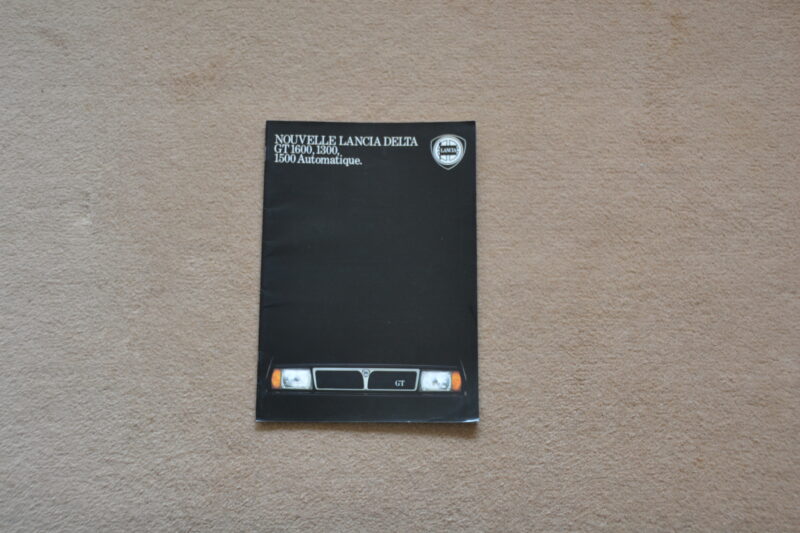 NOUVELLE LANCIA DELTA
GT 1600, 1300,
1500 Automatique.
LANCIA
GT